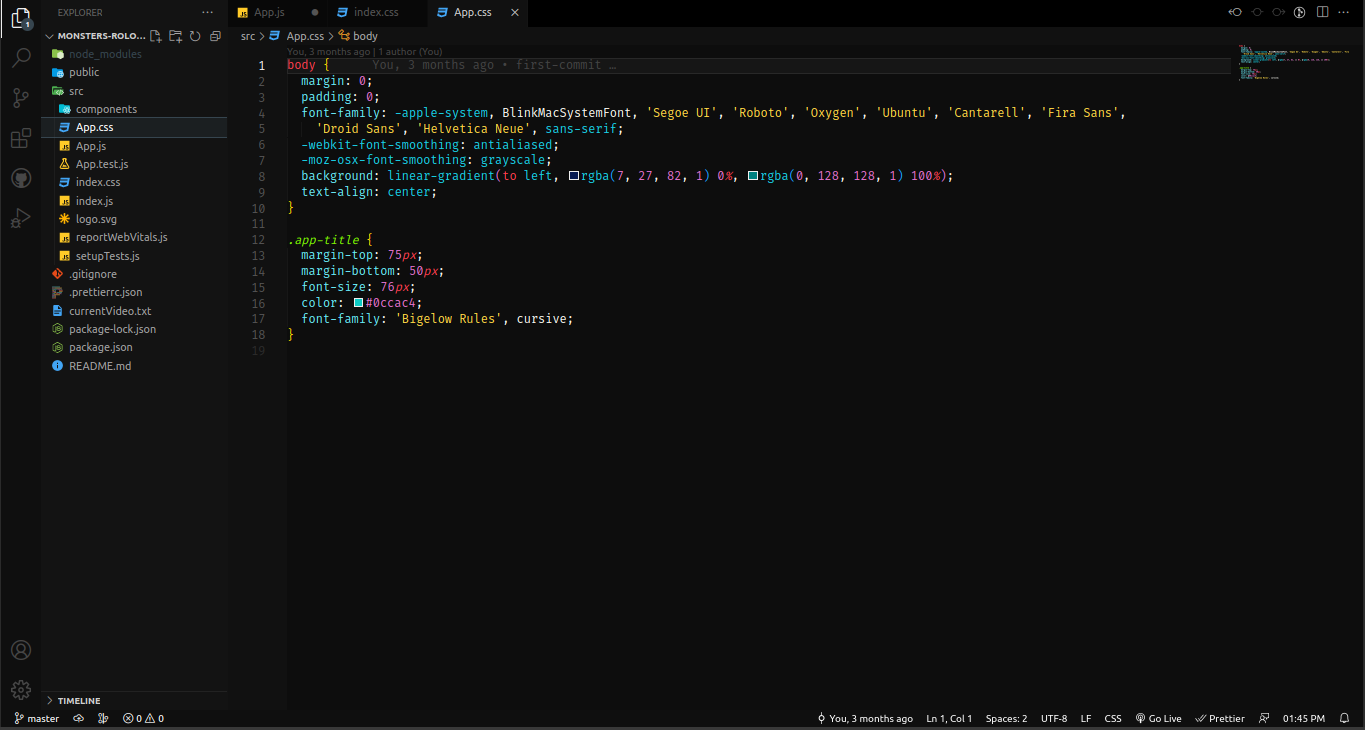 1
EXPLORER
App.js
index.css
App.css
MONSTERS-ROLO...
node_modules
public
src
components
App.css
App.js
App.test.js
index.css
index.js
logo.svg
reportWebVitals.js
setupTests.js
.gitignore
.prettierrc.json
currentVideo.txt
package-lock.json
package.json
README.md
TIMELINE
src > App.css > body
You, 3 months ago | 1 author (You)
1 body { You, 3 months ago • first-commit …
2 margin: 0;
3 padding: 0;
4 font-family: -apple-system, BlinkMacSystemFont, 'Segoe UI', 'Roboto', 'Oxygen', 'Ubuntu', 'Cantarell', 'Fira Sans',
5 'Droid Sans', 'Helvetica Neue', sans-serif;
6 -webkit-font-smoothing: antialiased;
7 -moz-osx-font-smoothing: grayscale;
8 background: linear-gradient(to left, rgba(7, 27, 82, 1) 0%, rgba(0, 128, 128, 1) 100%);
9 text-align: center;
10 }
11
12 .app-title {
13 margin-top: 75px;
14 margin-bottom: 50px;
15 font-size: 76px;
16 color: #0ccac4;
17 font-family: 'Bigelow Rules', cursive;
18 }
19
master 0 0 You, 3 months ago Ln 1, Col 1 Spaces: 2 UTF-8 LF CSS Go Live Prettier 01:45 PM